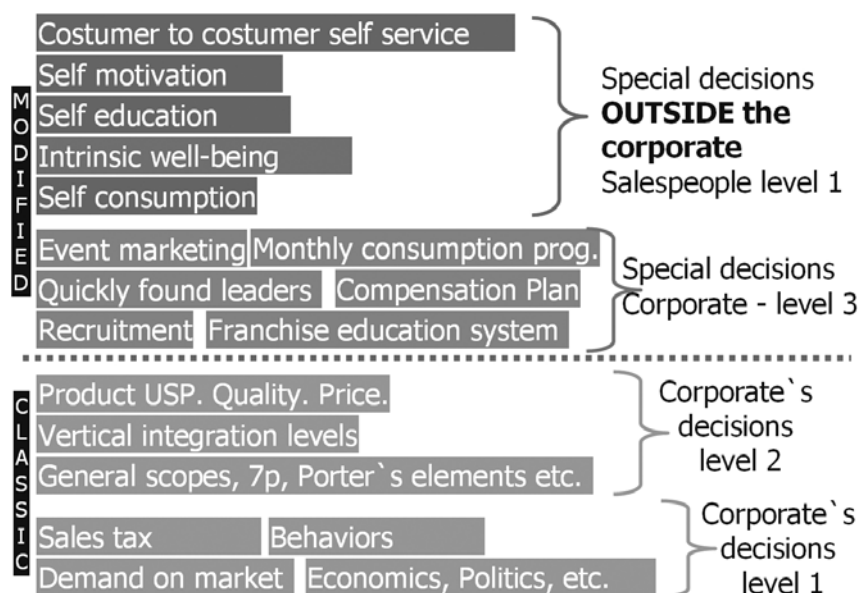 MODIFIED
Costumer to costumer self service
Self motivation
Self education
Intrinsic well-being
Self consumption
Special decisions
OUTSIDE the
corporate
Salespeople level 1
Event marketing Monthly consumption prog.
Quickly found leaders Compensation Plan
Recruitment Franchise education system
Special decisions
Corporate - level 3
CLASSIC
Product USP. Quality. Price.
Vertical integration levels
General scopes, 7p, Porter`s elements etc.
Corporate`s
decisions
level 2
Sales tax Behaviors
Demand on market Economics, Politics, etc.
Corporate`s
decisions
level 1